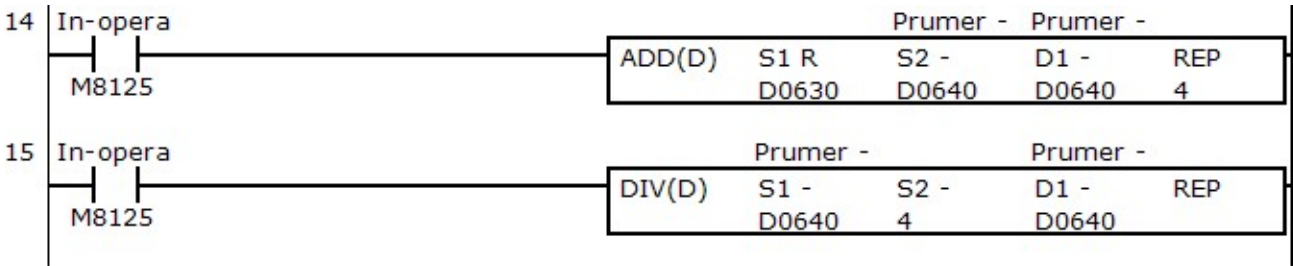 14 In-opera Prumer - Prumer -
ADD(D) S1 R S2 - D1 - REP
M8125 D0630 D0640 D0640 4
15 In-opera Prumer - Prumer -
DIV(D) S1 - S2 - D1 - REP
M8125 D0640 4 D0640